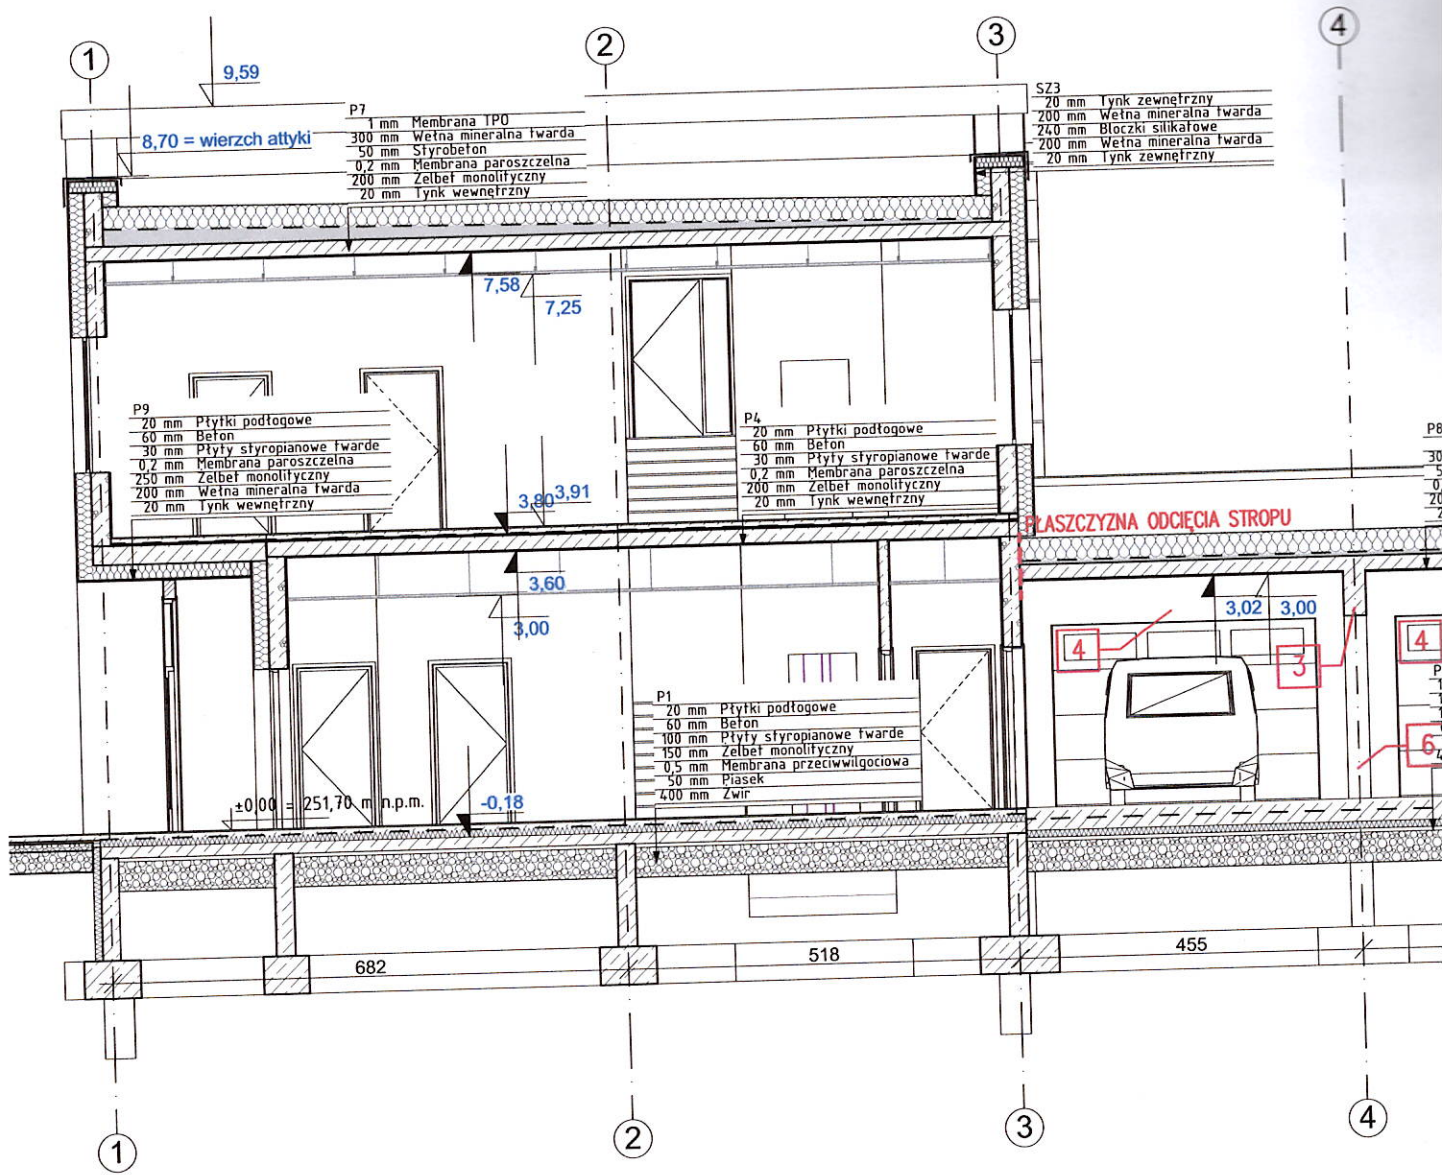 1
2
3
4
9,59
8,70 = wierzch attyki
P7
1 mm Membrana TPO
300 mm Wełna mineralna twarda
50 mm Styrobeton
0,2 mm Membrana paroszczelna
200 mm Żelbet monolityczny
20 mm Tynk wewnętrzny
SZ3
20 mm Tynk zewnętrzny
200 mm Wełna mineralna twarda
240 mm Bloczki silikatowe
200 mm Wełna mineralna twarda
20 mm Tynk zewnętrzny
7,58
7,25
P9
20 mm Płytki podłogowe
60 mm Beton
30 mm Płyty styropianowe twarde
0,2 mm Membrana paroszczelna
250 mm Żelbet monolityczny
200 mm Wełna mineralna twarda
20 mm Tynk wewnętrzny
P4
20 mm Płytki podłogowe
60 mm Beton
30 mm Płyty styropianowe twarde
0,2 mm Membrana paroszczelna
200 mm Żelbet monolityczny
20 mm Tynk wewnętrzny
P8
30
5
0
20
2
3,80
3,91
PŁASZCZYZNA ODCIĘCIA STROPU
3,60
3,00
3,02
3,00
4
3
4
6
P1
20 mm Płytki podłogowe
60 mm Beton
100 mm Płyty styropianowe twarde
150 mm Żelbet monolityczny
0,5 mm Membrana przeciwwilgociowa
50 mm Piasek
400 mm Żwir
±0,00 = 251,70 m n.p.m.
-0,18
682
518
455
1
2
3
4